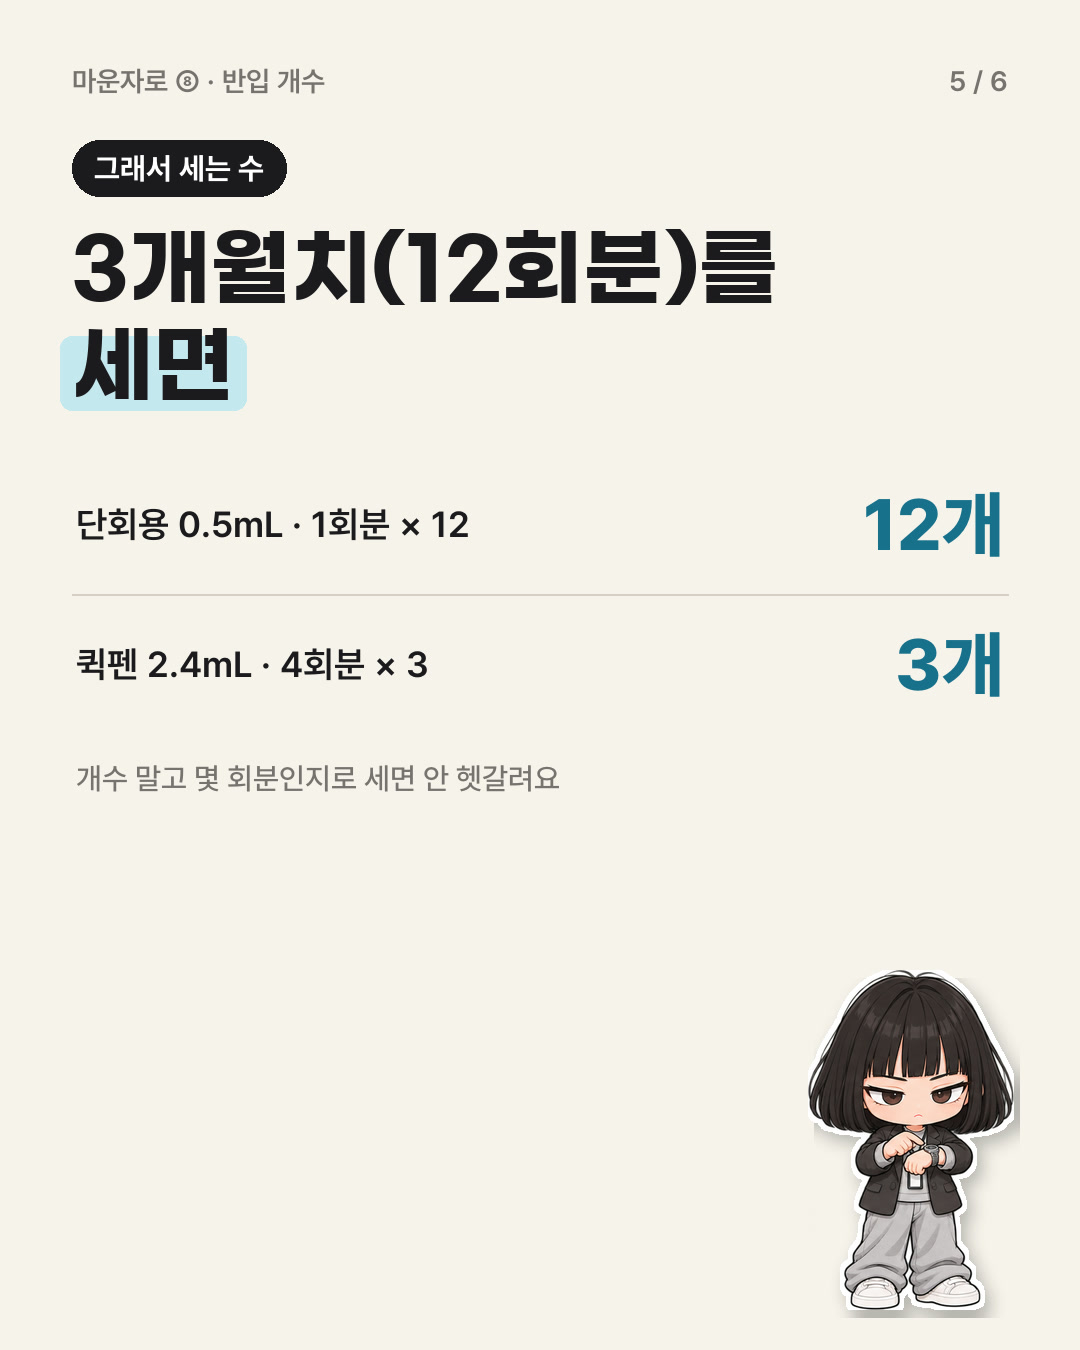 마운자로 ⑧ · 반입 개수
5 / 6
그래서 세는 수
3개월치(12회분)를
세면
단회용 0.5mL · 1회분 × 12
12개
퀵펜 2.4mL · 4회분 × 3
3개
개수 말고 몇 회분인지로 세면 안 헷갈려요